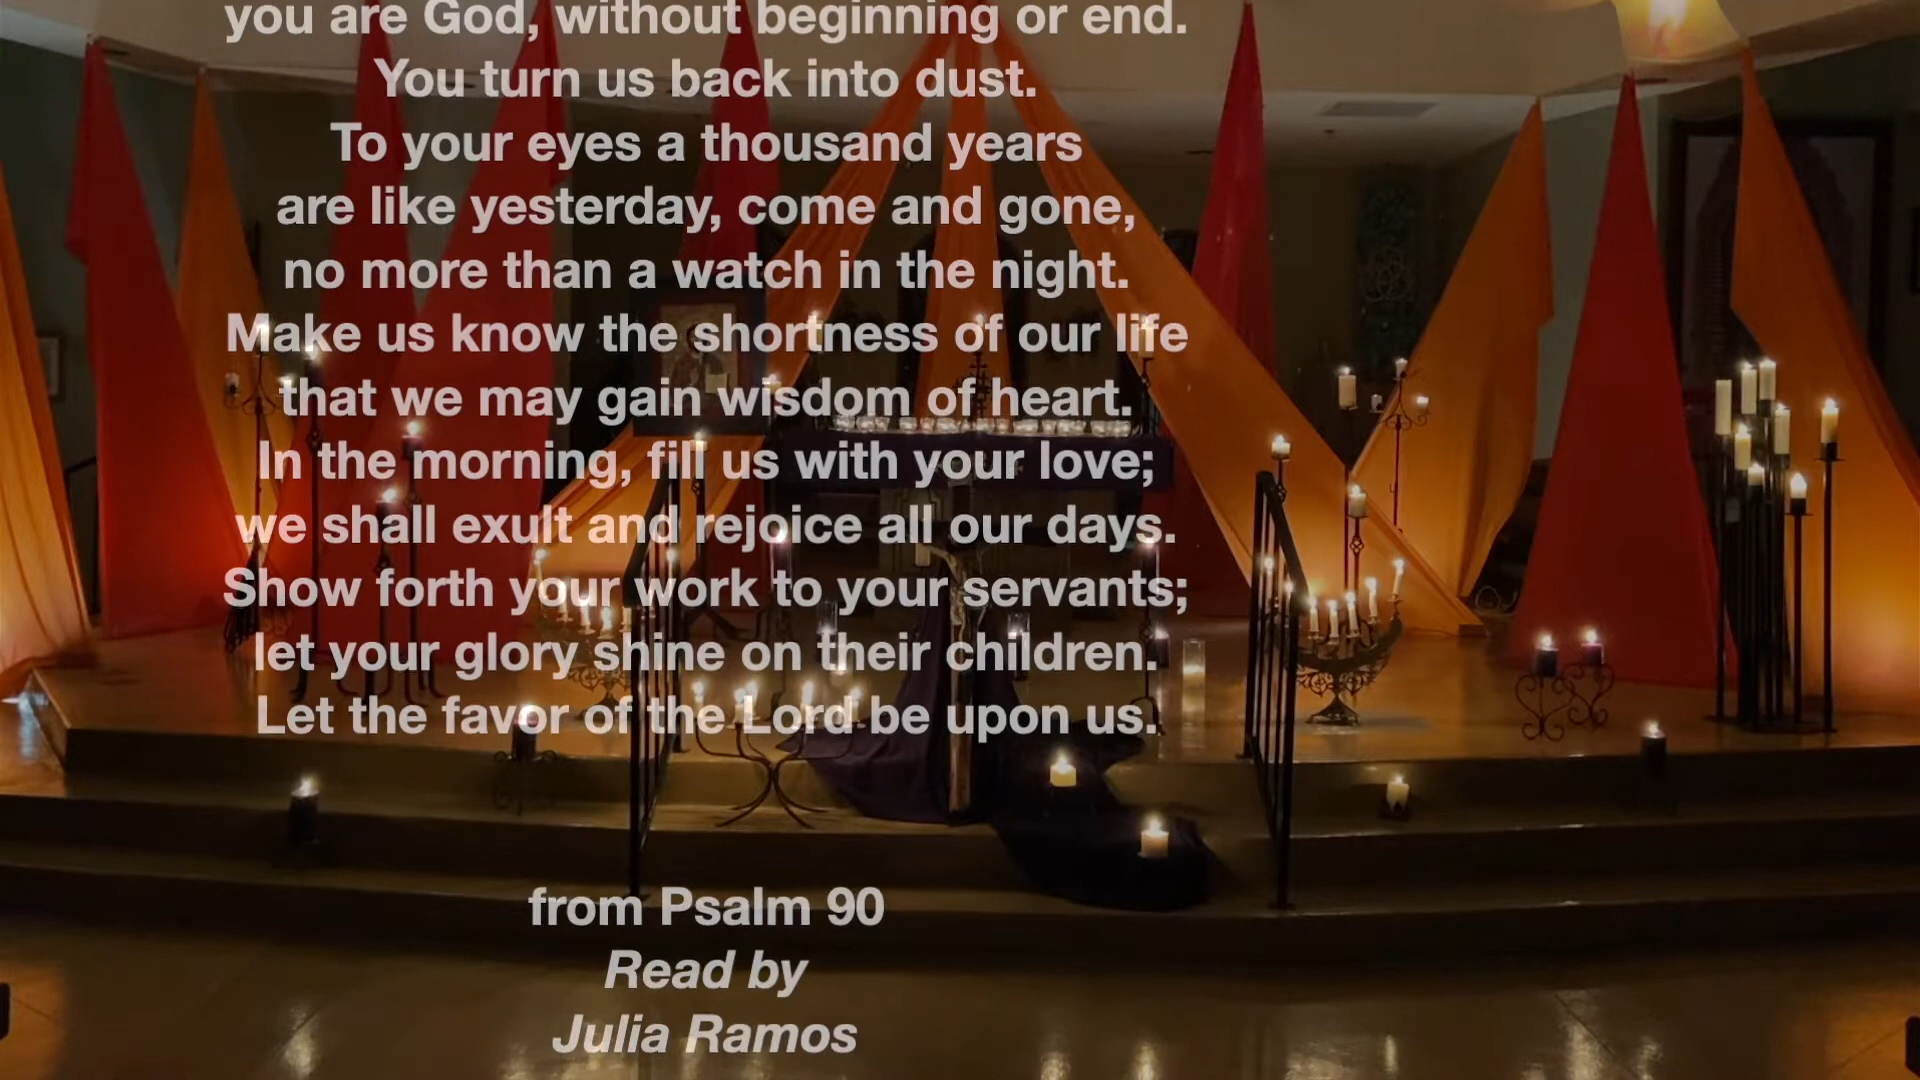 you are God, without beginning or end.
You turn us back into dust.
To your eyes a thousand years
are like yesterday, come and gone,
no more than a watch in the night.
Make us know the shortness of our life
that we may gain wisdom of heart.
In the morning, fill us with your love;
we shall exult and rejoice all our days.
Show forth your work to your servants;
let your glory shine on their children.
Let the favor of the Lord be upon us.
from Psalm 90
Read by
Julia Ramos